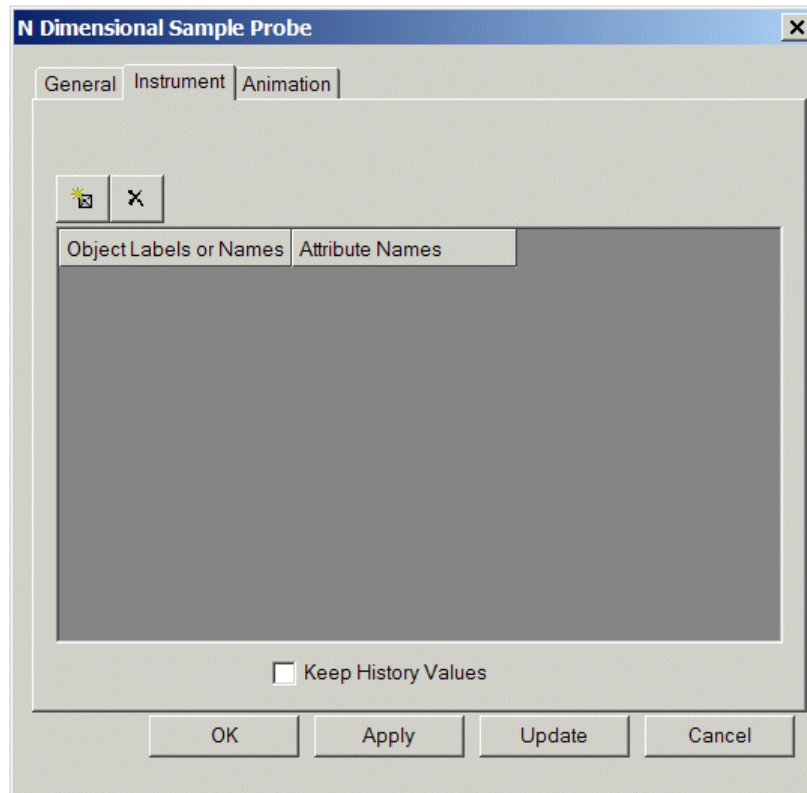 N Dimensional Sample Probe
General Instrument Animation
Object Labels or Names Attribute Names
Keep History Values
OK Apply Update Cancel